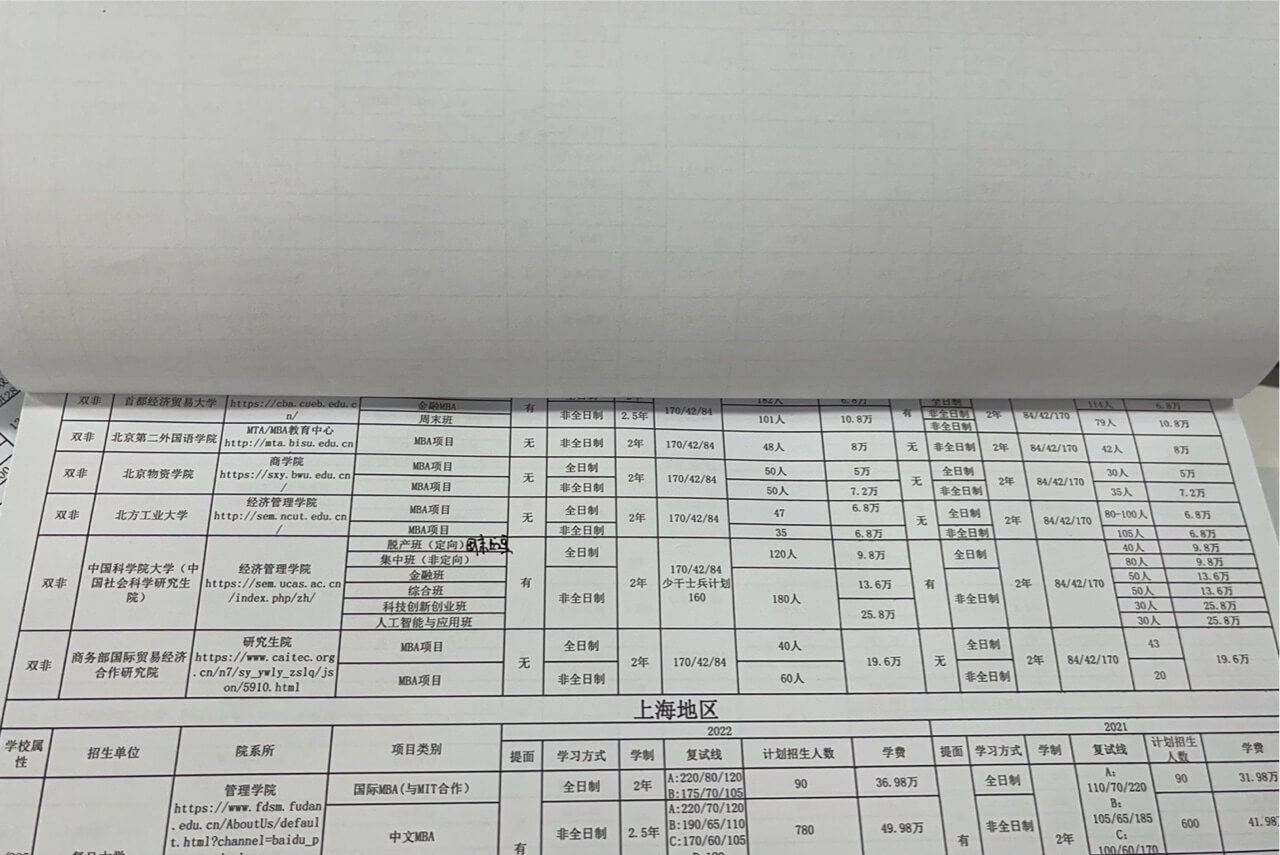 双非 首都经济贸易大学 https://cba.cueb.edu.cn/ 金融MBA 有 全日制 170/42/84 182人 6.8万 有 全日制 2年 84/42/170 114人 6.8万
周末班 非全日制 2.5年 101人 10.8万 非全日制 79人 10.8万
非全日制
双非 北京第二外国语学院 MTA/MBA教育中心 http://mta.bisu.edu.cn MBA项目 无 非全日制 2年 170/42/84 48人 8万 无 非全日制 2年 84/42/170 42人 8万
双非 北京物资学院 商学院 https://sxy.bwu.edu.cn/ MBA项目 无 全日制 2年 170/42/84 50人 5万 无 全日制 2年 84/42/170 30人 5万
MBA项目 非全日制 50人 7.2万 非全日制 35人 7.2万
双非 北方工业大学 经济管理学院 http://sem.ncut.edu.cn/ MBA项目 无 全日制 2年 170/42/84 47 6.8万 无 全日制 2年 84/42/170 80-100人 6.8万
MBA项目 非全日制 35 6.8万 非全日制 105人 6.8万
双非 中国科学院大学（中国社会科学研究生院） 经济管理学院 https://sem.ucas.ac.cn/index.php/zh/ 脱产班（定向） 有 全日制 2年 170/42/84 少干士兵计划 160 120人 9.8万 有 全日制 2年 84/42/170 40人 9.8万
集中班（非定向） 80人 9.8万
金融班 非全日制 180人 13.6万 非全日制 50人 13.6万
综合班 50人 13.6万
科技创新创业班 25.8万 30人 25.8万
人工智能与应用班 30人 25.8万
双非 商务部国际贸易经济合作研究院 研究生院 https://www.caitec.org.cn/n7/sy_ywly_zslq/json/5910.html MBA项目 无 全日制 2年 170/42/84 40人 19.6万 无 全日制 2年 84/42/170 43 19.6万
MBA项目 非全日制 60人 非全日制 20
上海地区
2022 2021
学校属性 招生单位 院系所 项目类别 提面 学习方式 学制 复试线 计划招生人数 学费 提面 学习方式 学制 复试线 计划招生人数 学费
管理学院 https://www.fdsm.fudan.edu.cn/AboutUs/default.html?channel=baidu_p 国际MBA(与MIT合作) 有 全日制 2年 A:220/80/120 B:175/70/105 90 36.98万 有 全日制 2年 A: 110/70/220 B: 105/65/185 C: 100/60/170 90 31.98万
中文MBA 非全日制 2.5年 A:220/70/120 B:190/65/110 C:170/60/105 780 49.98万 非全日制 600 41.98